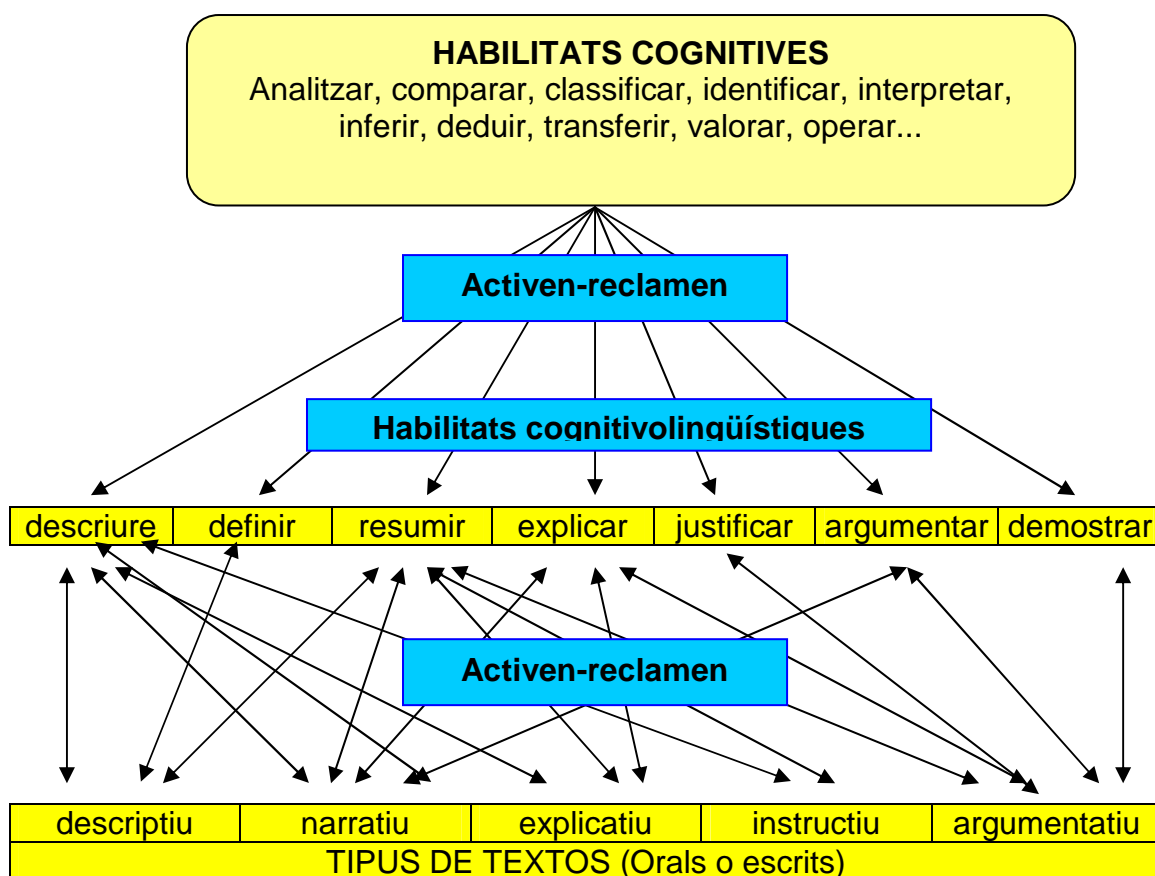 HABILITATS COGNITIVES
Analitzar, comparar, classificar, identificar, interpretar,
inferir, deduir, transferir, valorar, operar...
Activen-reclamen
Habilitats cognitivolingüístiques
descriure definir resumir explicar justificar argumentar demostrar
Activen-reclamen
descriptiu narratiu explicatiu instructiu argumentatiu
TIPUS DE TEXTOS (Orals o escrits)